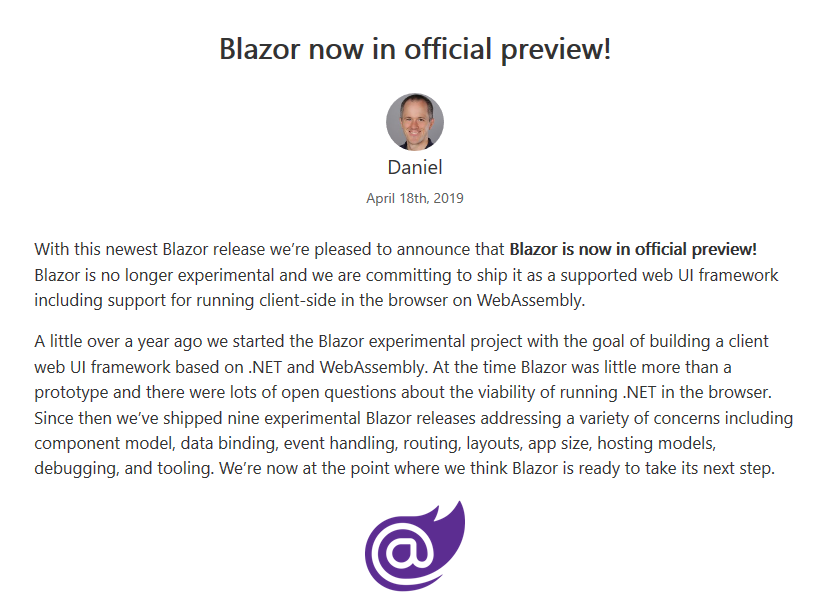 Blazor now in official preview!
Daniel
April 18th, 2019
With this newest Blazor release we’re pleased to announce that Blazor is now in official preview!
Blazor is no longer experimental and we are committing to ship it as a supported web UI framework
including support for running client-side in the browser on WebAssembly.
A little over a year ago we started the Blazor experimental project with the goal of building a client
web UI framework based on .NET and WebAssembly. At the time Blazor was little more than a
prototype and there were lots of open questions about the viability of running .NET in the browser.
Since then we’ve shipped nine experimental Blazor releases addressing a variety of concerns including
component model, data binding, event handling, routing, layouts, app size, hosting models,
debugging, and tooling. We’re now at the point where we think Blazor is ready to take its next step.
@